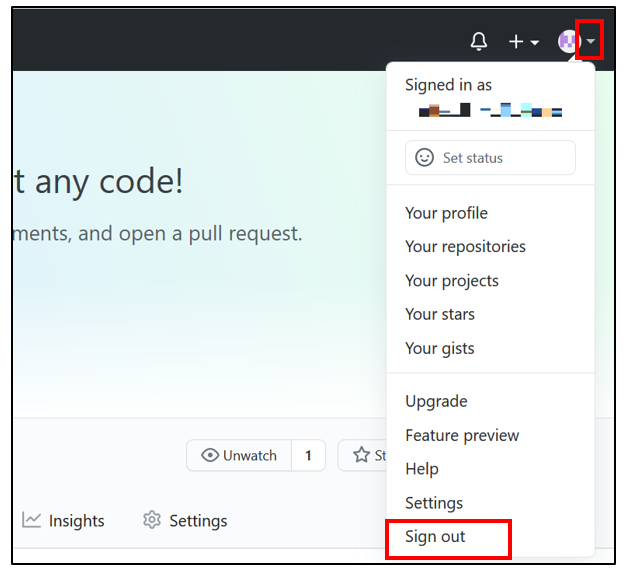 Signed in as
Set status
t any code!
ments, and open a pull request.
Your profile
Your repositories
Your projects
Your stars
Your gists
Upgrade
Feature preview
Help
Settings
Sign out
Unwatch 1
St
Insights
Settings